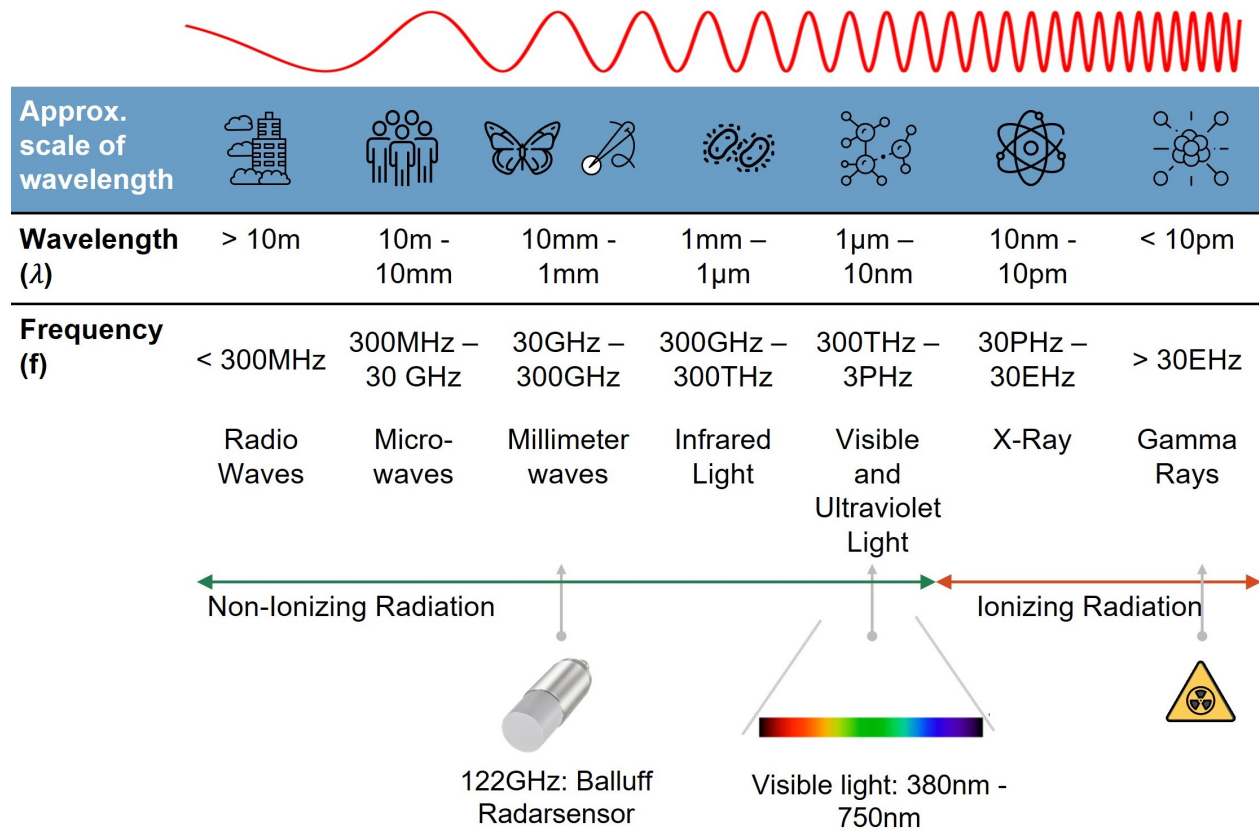 Approx.
scale of
wavelength
Wavelength
(λ)
> 10m
10m -
10mm
10mm -
1mm
1mm –
1µm
1µm –
10nm
10nm -
10pm
< 10pm
Frequency
(f)
< 300MHz
300MHz –
30 GHz
30GHz –
300GHz
300GHz –
300THz
300THz –
3PHz
30PHz –
30EHz
> 30EHz
Radio
Waves
Micro-
waves
Millimeter
waves
Infrared
Light
Visible
and
Ultraviolet
Light
X-Ray
Gamma
Rays
Non-Ionizing Radiation
Ionizing Radiation
122GHz: Balluff
Radarsensor
Visible light: 380nm -
750nm